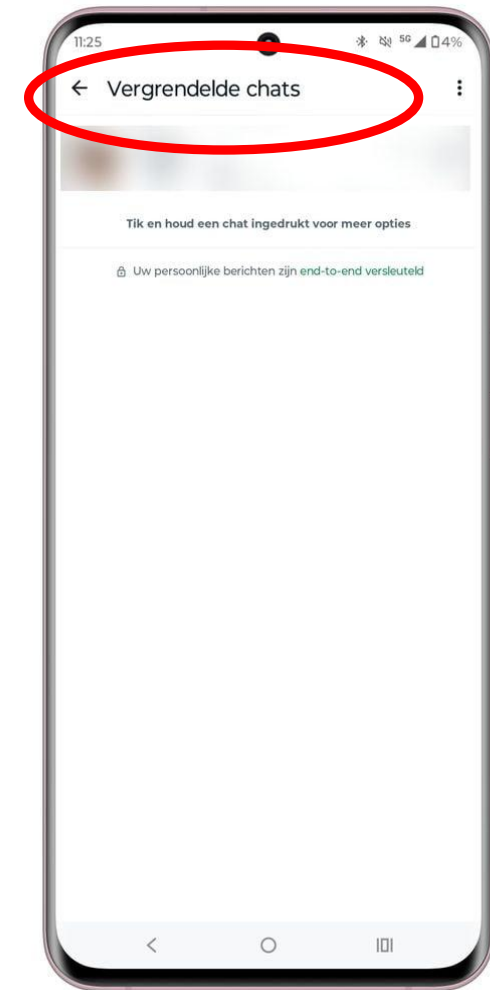 11:25 5G 4%
Vergrendelde chats
Tik en houd een chat ingedrukt voor meer opties
Uw persoonlijke berichten zijn end-to-end versleuteld